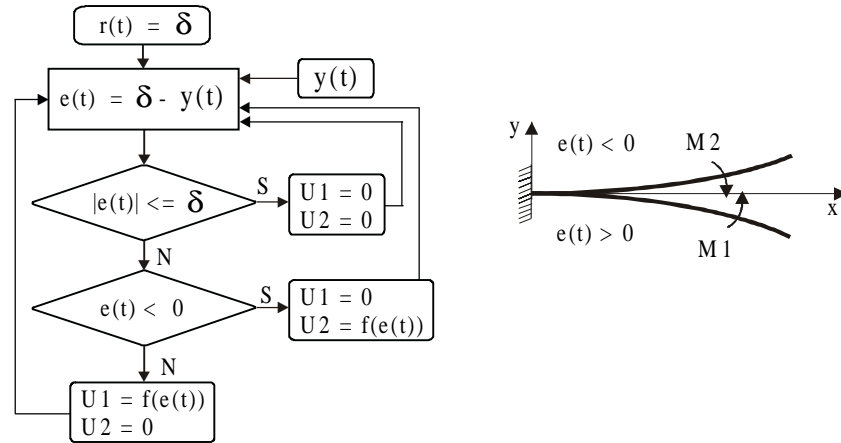 r(t) = δ
e(t) = δ - y(t)
y(t)
|e(t)| <= δ
S
U1 = 0
U2 = 0
N
e(t) < 0
S
U1 = 0
U2 = f(e(t))
N
U1 = f(e(t))
U2 = 0
y
e(t) < 0
M2
x
e(t) > 0
M1